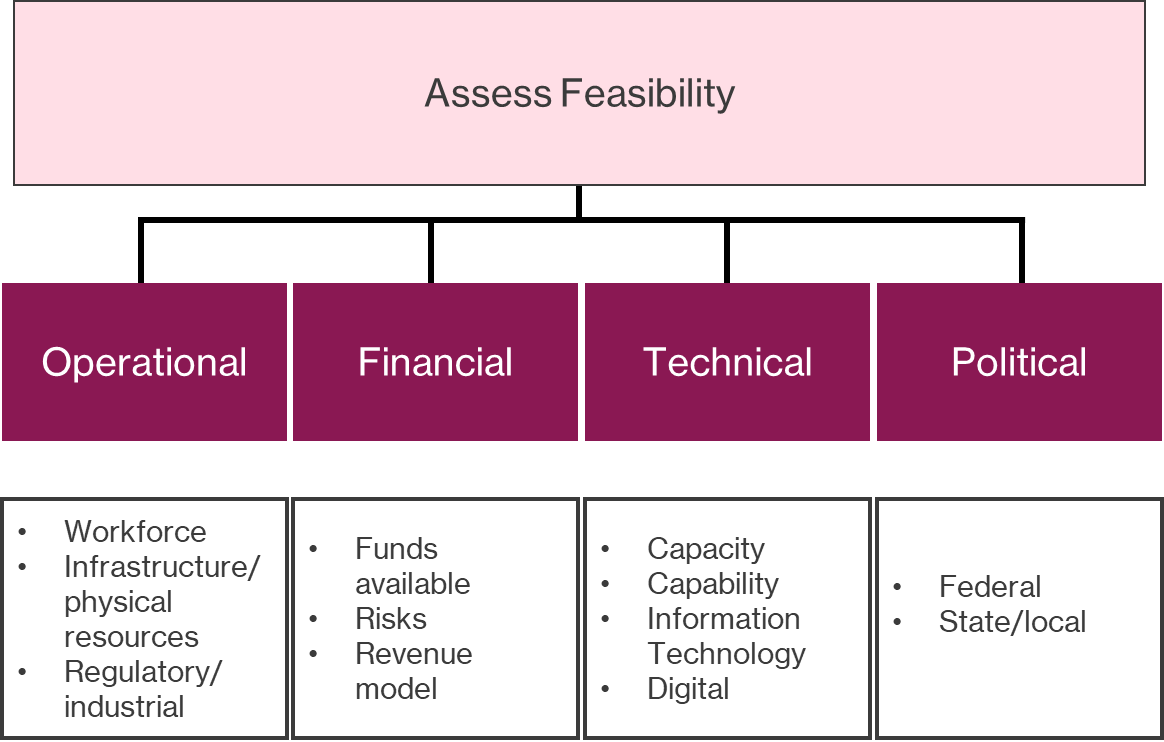 Assess Feasibility
Operational
Financial
Technical
Political
• Workforce
• Infrastructure/
physical
resources
• Regulatory/
industrial
• Funds
available
• Risks
• Revenue
model
• Capacity
• Capability
• Information
Technology
• Digital
• Federal
• State/local